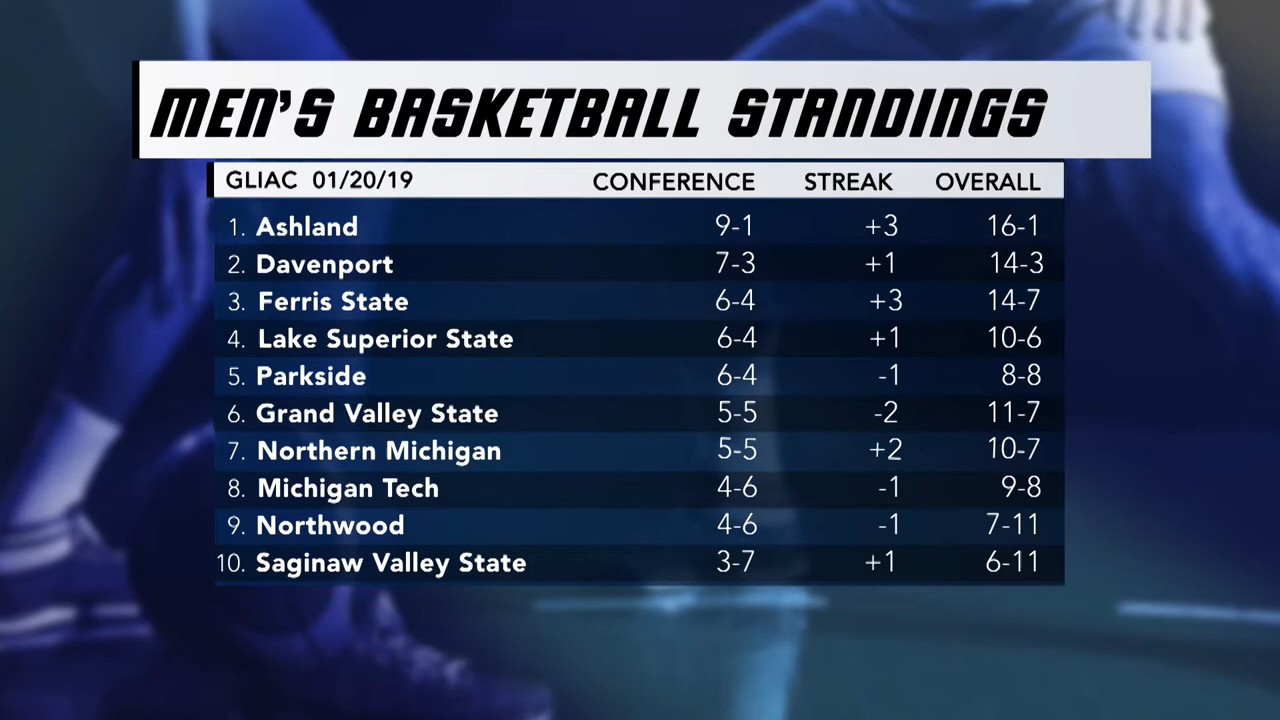 MEN'S BASKETBALL STANDINGS
GLIAC 01/20/19 CONFERENCE STREAK OVERALL
1. Ashland 9-1 +3 16-1
2. Davenport 7-3 +1 14-3
3. Ferris State 6-4 +3 14-7
4. Lake Superior State 6-4 +1 10-6
5. Parkside 6-4 -1 8-8
6. Grand Valley State 5-5 -2 11-7
7. Northern Michigan 5-5 +2 10-7
8. Michigan Tech 4-6 -1 9-8
9. Northwood 4-6 -1 7-11
10. Saginaw Valley State 3-7 +1 6-11